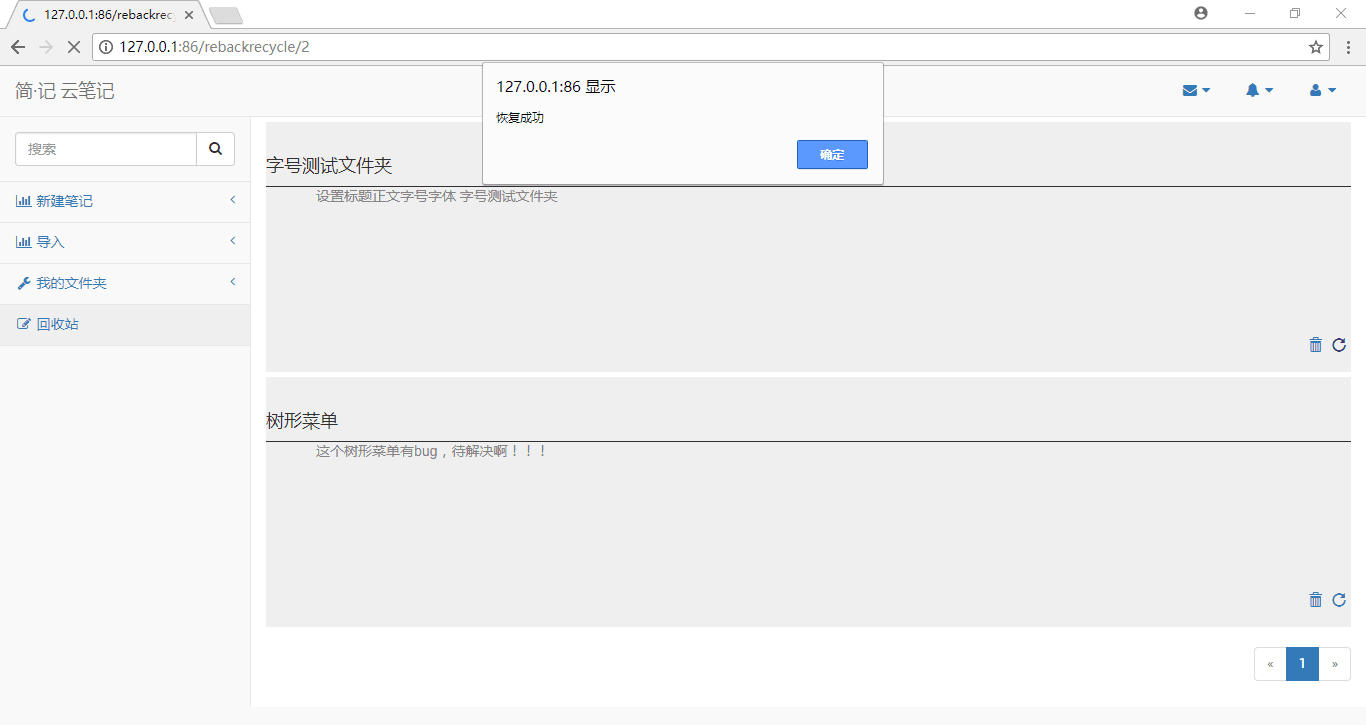 127.0.0.1:86/rebackrec
127.0.0.1:86/rebackrecycle/2
简·记 云笔记
127.0.0.1:86 显示
恢复成功
确定
搜索
新建笔记
导入
我的文件夹
回收站
字号测试文件夹
设置标题正文字号字体 字号测试文件夹
树形菜单
这个树形菜单有bug，待解决啊！！！
« 1 »